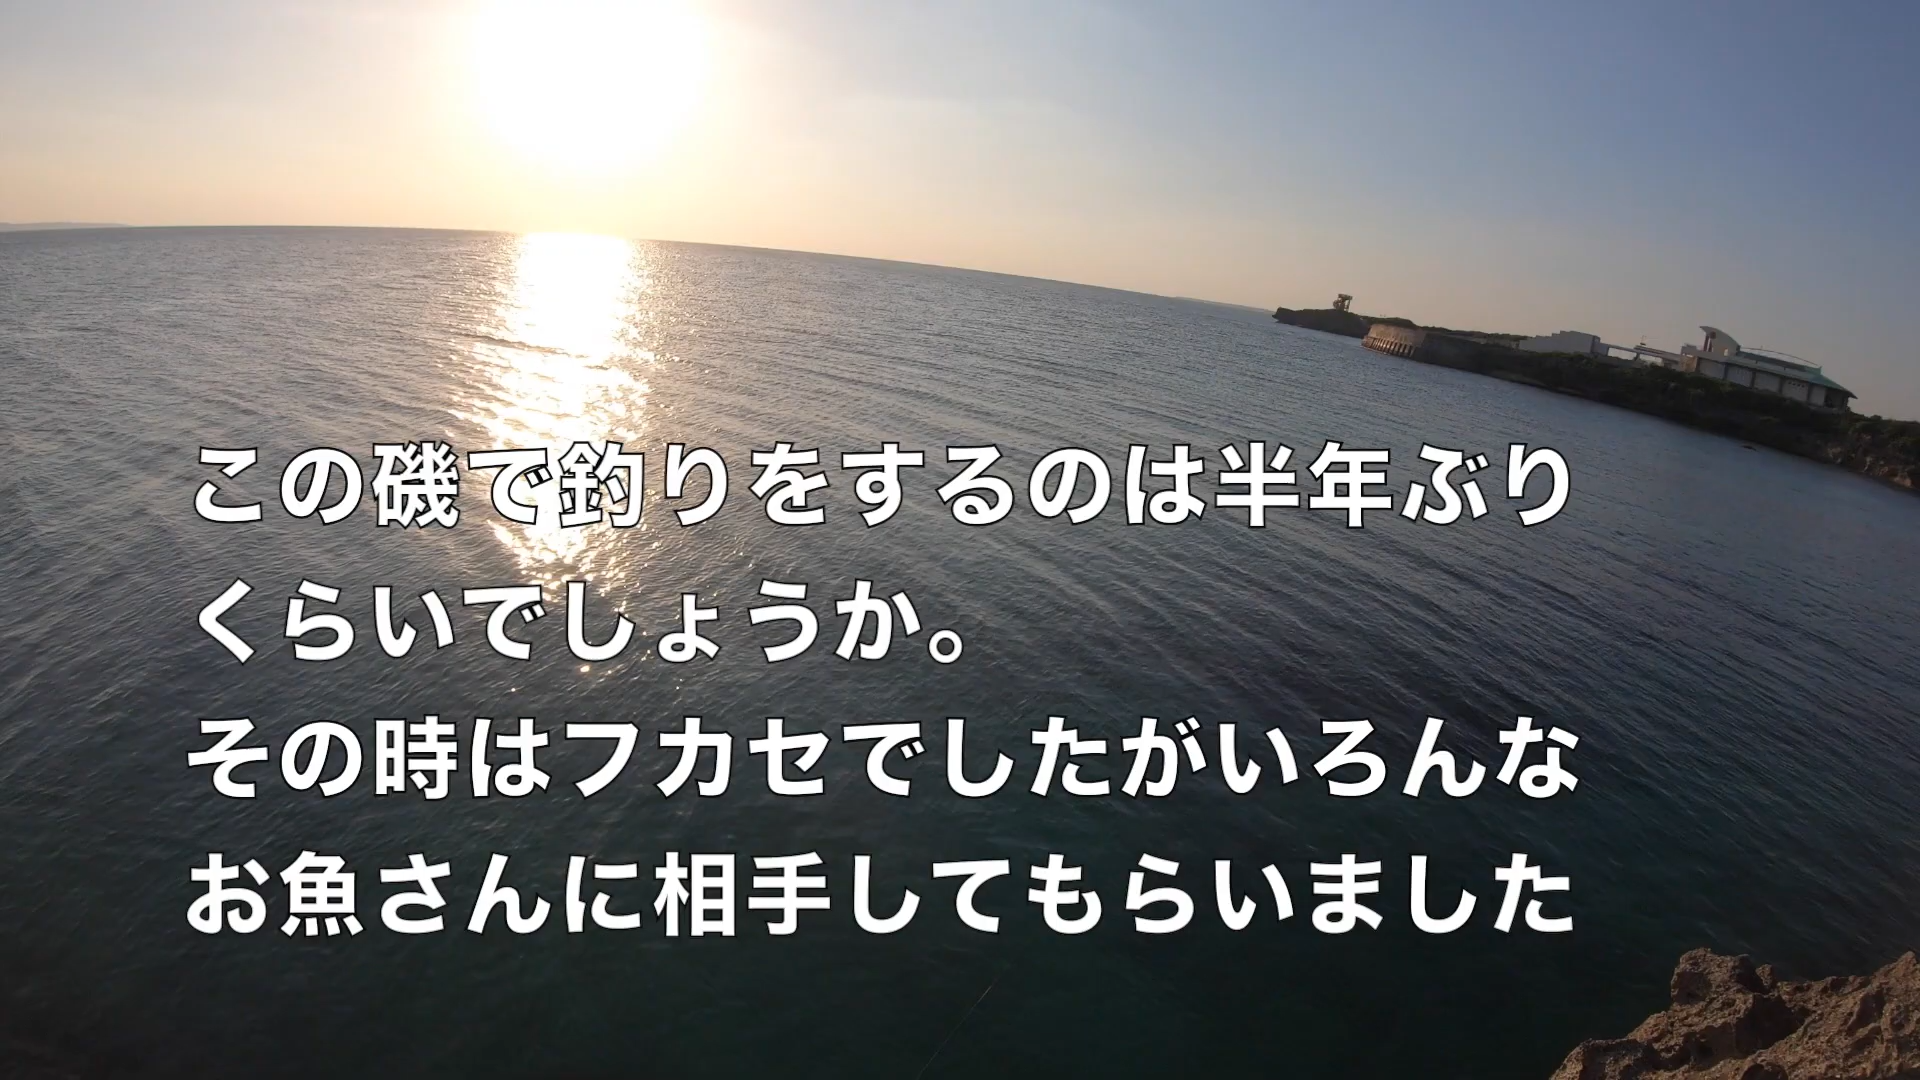 この磯で釣りをするのは半年ぶり
くらいでしょうか。
その時はフカセでしたがいろんな
お魚さんに相手してもらいました